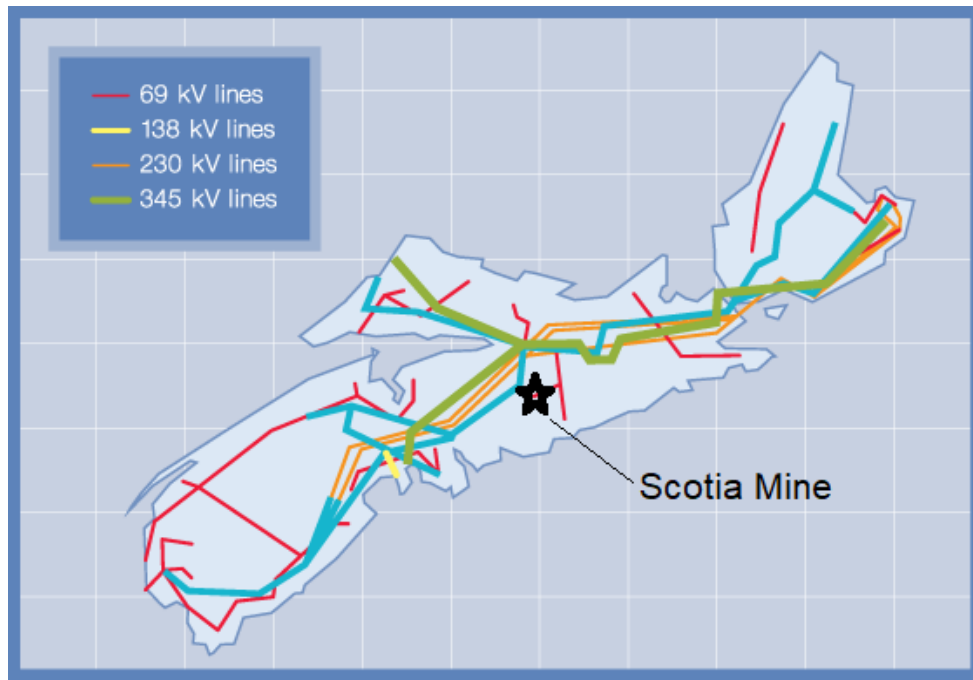 69 kV lines
138 kV lines
230 kV lines
345 kV lines
Scotia Mine